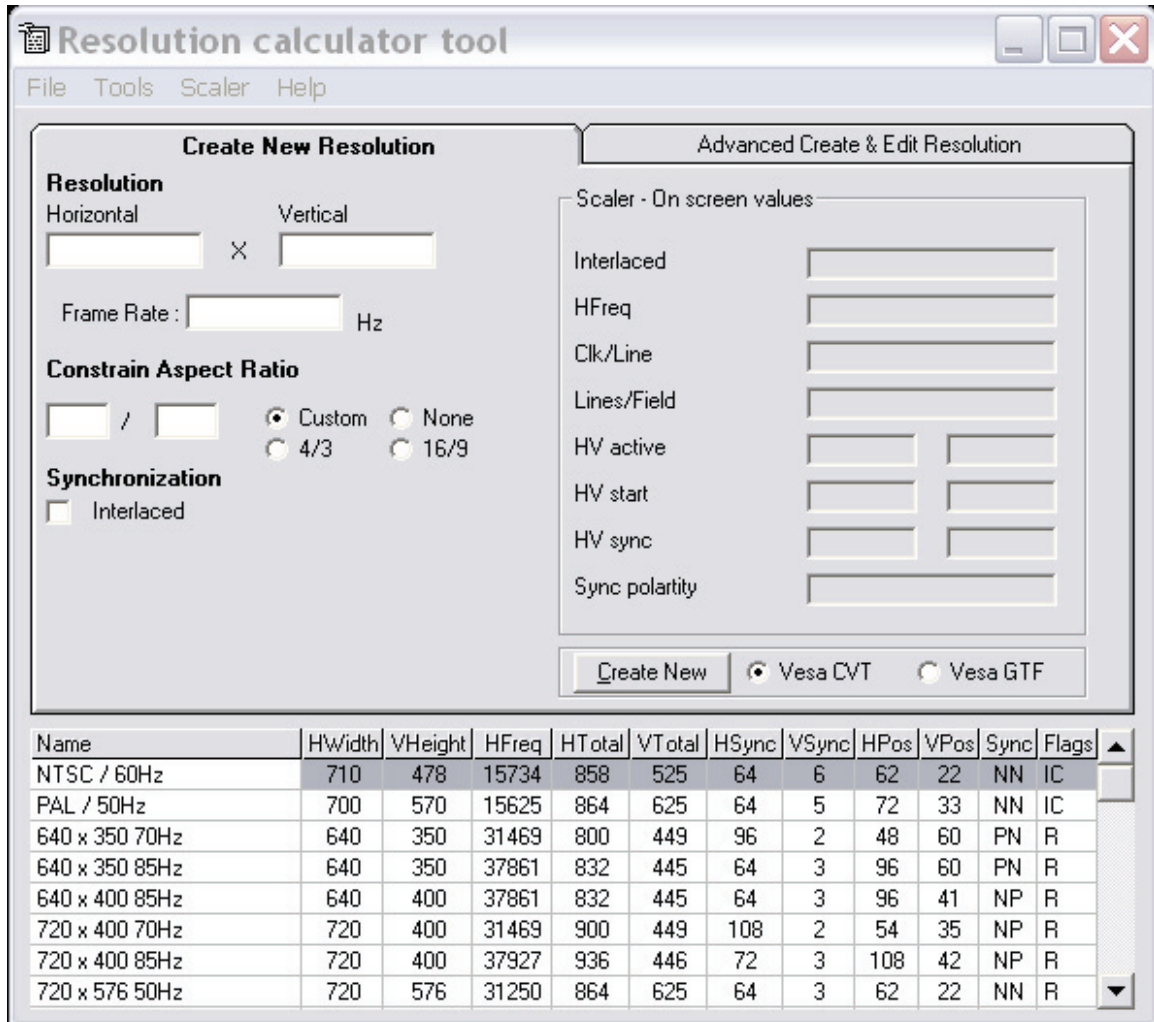 Resolution calculator tool
File Tools Scaler Help
Create New Resolution
Advanced Create & Edit Resolution
Resolution
Horizontal Vertical
X
Frame Rate : Hz
Constrain Aspect Ratio
/ Custom None
4/3 16/9
Synchronization
Interlaced
Scaler - On screen values
Interlaced
HFreq
Clk/Line
Lines/Field
HV active
HV start
HV sync
Sync polartity
Create New Vesa CVT Vesa GTF
Name HWidth VHeight HFreq HTotal VTotal HSync VSync HPos VPos Sync Flags
NTSC / 60Hz 710 478 15734 858 525 64 6 62 22 NN IC
PAL / 50Hz 700 570 15625 864 625 64 5 72 33 NN IC
640 x 350 70Hz 640 350 31469 800 449 96 2 48 60 PN R
640 x 350 85Hz 640 350 37861 832 445 64 3 96 60 PN R
640 x 400 85Hz 640 400 37861 832 445 64 3 96 41 NP R
720 x 400 70Hz 720 400 31469 900 449 108 2 54 35 NP R
720 x 400 85Hz 720 400 37927 936 446 72 3 108 42 NP R
720 x 576 50Hz 720 576 31250 864 625 64 3 62 22 NN R